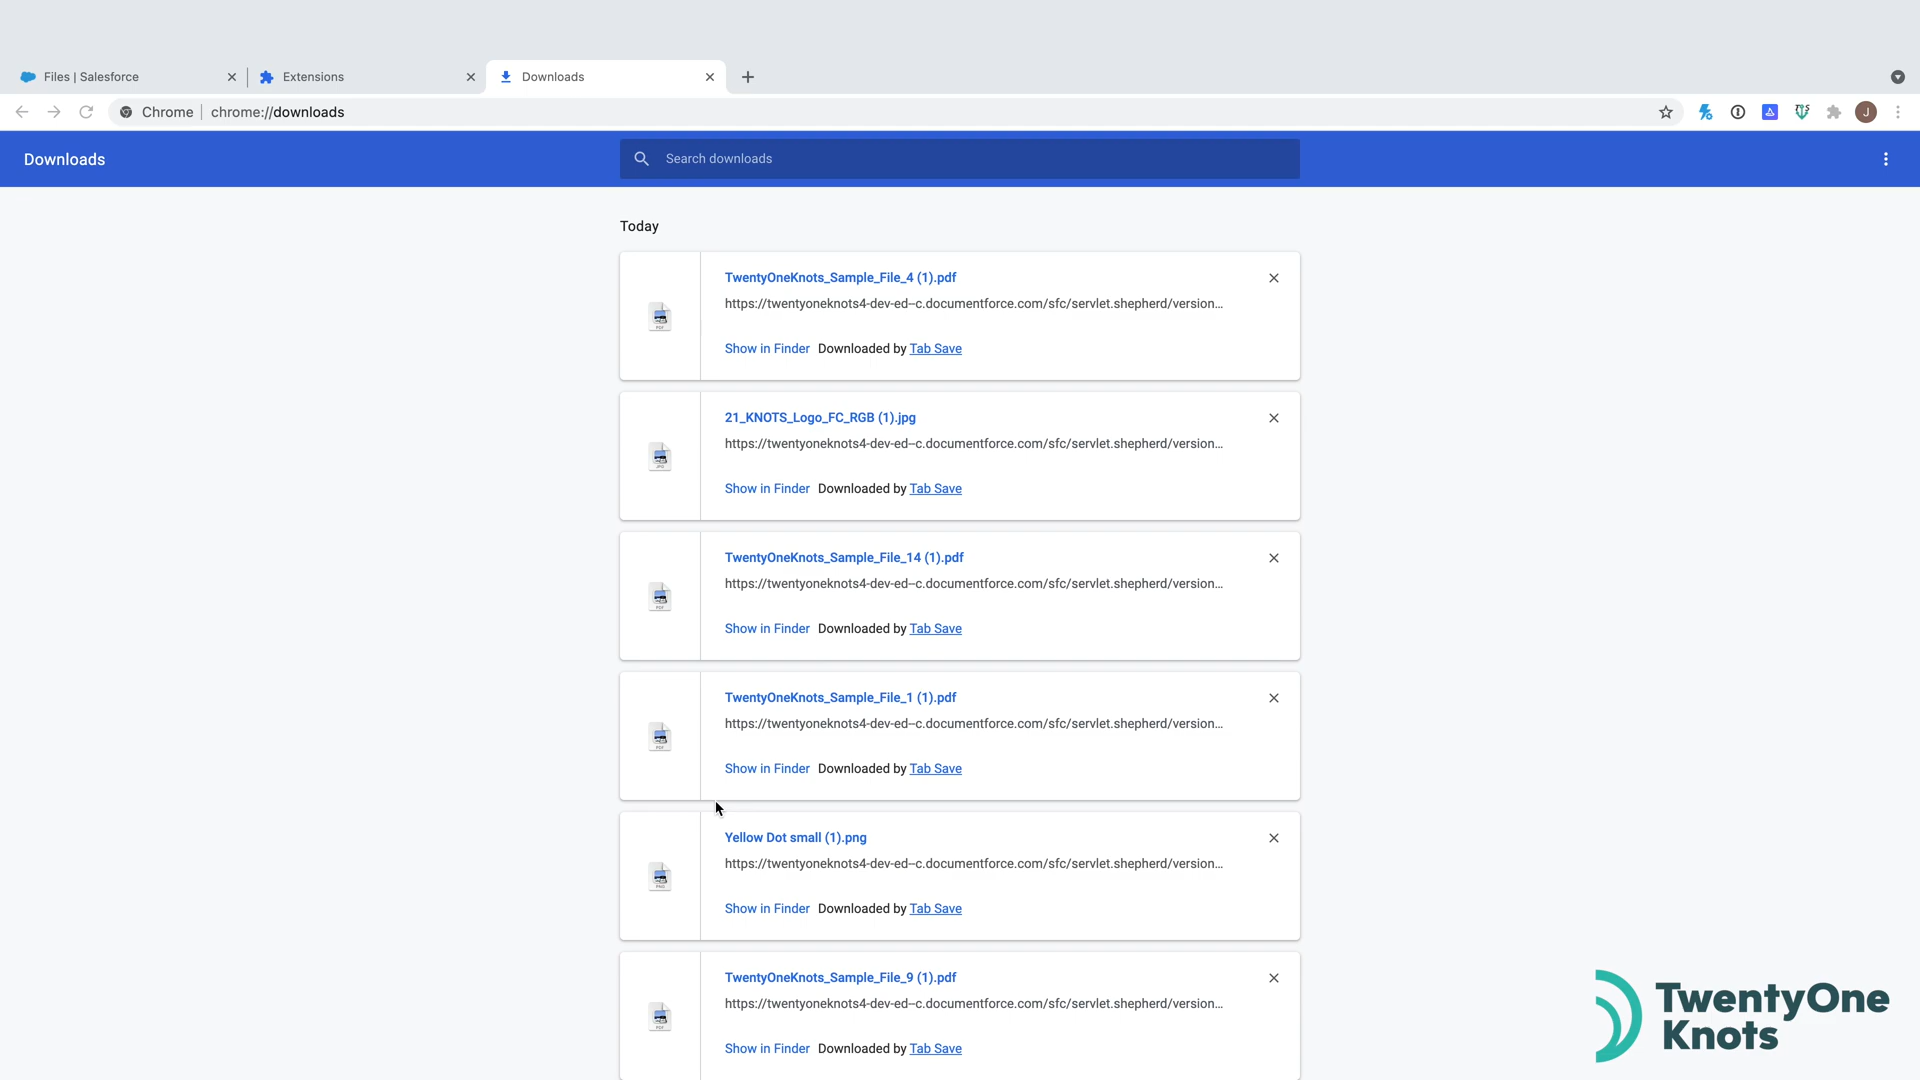 Files | Salesforce
Extensions
Downloads
Chrome
chrome://downloads
J
Downloads
Search downloads
Today
TwentyOneKnots_Sample_File_4 (1).pdf
https://twentyoneknots4-dev-ed--c.documentforce.com/sfc/servlet.shepherd/version...
PDF
Show in Finder Downloaded by Tab Save
21_KNOTS_Logo_FC_RGB (1).jpg
https://twentyoneknots4-dev-ed--c.documentforce.com/sfc/servlet.shepherd/version...
JPG
Show in Finder Downloaded by Tab Save
TwentyOneKnots_Sample_File_14 (1).pdf
https://twentyoneknots4-dev-ed--c.documentforce.com/sfc/servlet.shepherd/version...
PDF
Show in Finder Downloaded by Tab Save
TwentyOneKnots_Sample_File_1 (1).pdf
https://twentyoneknots4-dev-ed--c.documentforce.com/sfc/servlet.shepherd/version...
PDF
Show in Finder Downloaded by Tab Save
Yellow Dot small (1).png
https://twentyoneknots4-dev-ed--c.documentforce.com/sfc/servlet.shepherd/version...
PNG
Show in Finder Downloaded by Tab Save
TwentyOneKnots_Sample_File_9 (1).pdf
https://twentyoneknots4-dev-ed--c.documentforce.com/sfc/servlet.shepherd/version...
PDF
Show in Finder Downloaded by Tab Save
TwentyOne
Knots